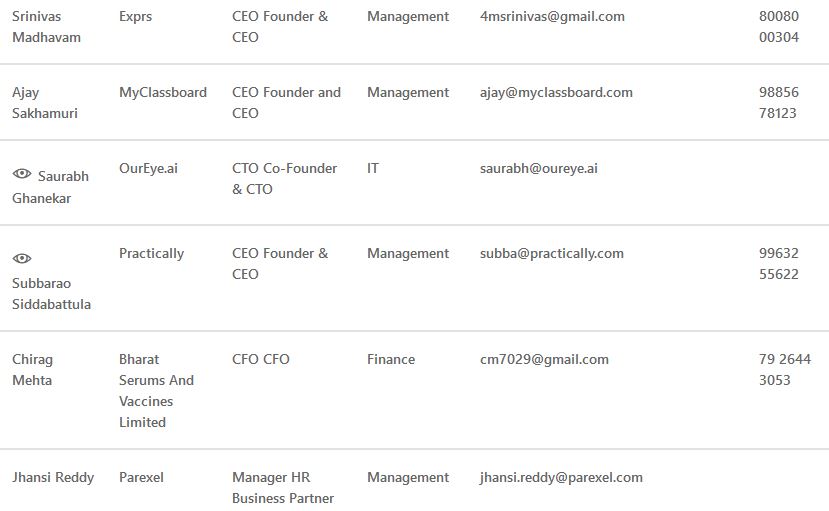 Srinivas Exprs CEO Founder & Management 4msrinivas@gmail.com 80080
Madhavam CEO 00304
Ajay MyClassboard CEO Founder and Management ajay@myclassboard.com 98856
Sakhamuri CEO 78123
Saurabh OurEye.ai CTO Co-Founder IT saurabh@oureye.ai
Ghanekar & CTO
Practically CEO Founder & Management subba@practically.com 99632
Subbarao CEO 55622
Siddabattula
Chirag Bharat CFO CFO Finance cm7029@gmail.com 79 2644
Mehta Serums And 3053
Vaccines
Limited
Jhansi Reddy Parexel Manager HR Management jhansi.reddy@parexel.com
Business Partner